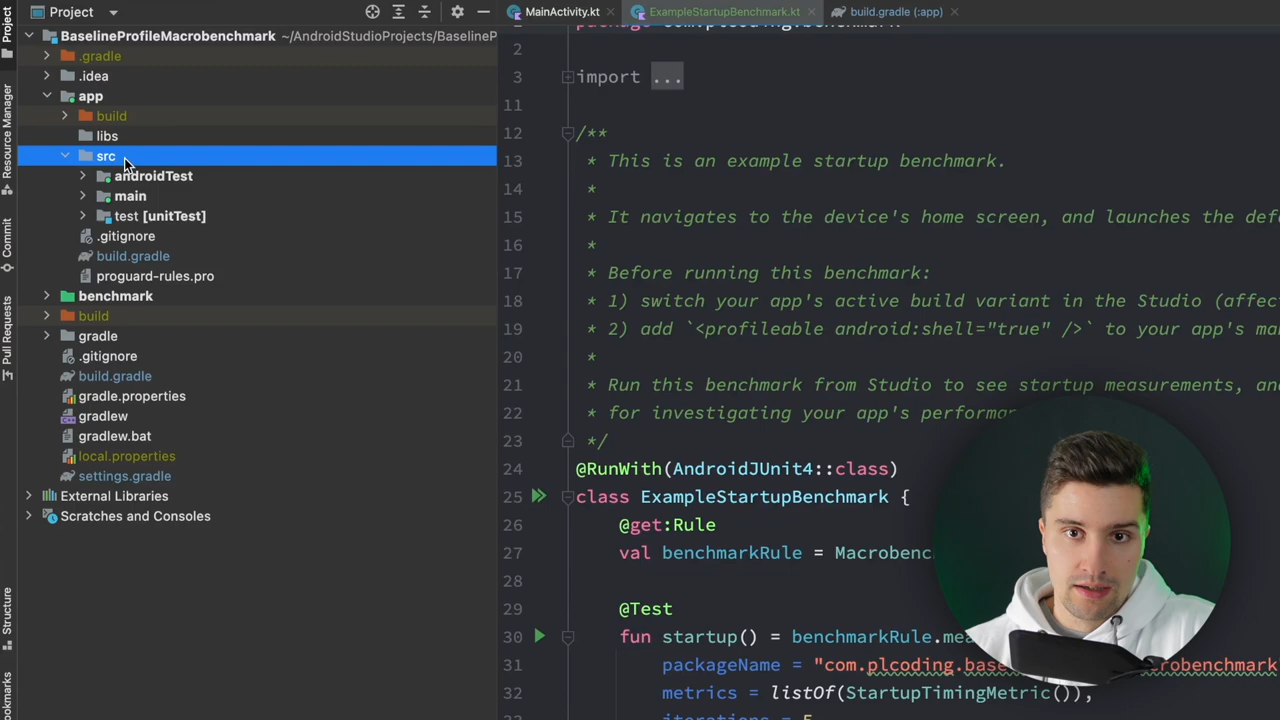 Project
MainActivity.kt
ExampleStartupBenchmark.kt
build.gradle (:app)
Project
Resource Manager
Commit
Pull Requests
Structure
BaselineProfileMacrobenchmark ~/AndroidStudioProjects/BaselineP
.gradle
.idea
app
build
libs
src
androidTest
main
test [unitTest]
.gitignore
build.gradle
proguard-rules.pro
benchmark
build
gradle
.gitignore
build.gradle
gradle.properties
gradlew
gradlew.bat
local.properties
settings.gradle
External Libraries
Scratches and Consoles
2
3 import ...
11
12 /**
13 * This is an example startup benchmark.
14 *
15 * It navigates to the device's home screen, and launches the def
16 *
17 * Before running this benchmark:
18 * 1) switch your app's active build variant in the Studio (affec
19 * 2) add `<profileable android:shell="true" />` to your app's ma
20 *
21 * Run this benchmark from Studio to see startup measurements, an
22 * for investigating your app's performan
23 */
24 @RunWith(AndroidJUnit4::class)
25 class ExampleStartupBenchmark {
26 @get:Rule
27 val benchmarkRule = Macrobenc
28
29 @Test
30 fun startup() = benchmarkRule.mea
31 packageName = "com.plcoding.base robenchmark
32 metrics = listOf(StartupTimingMetric()),